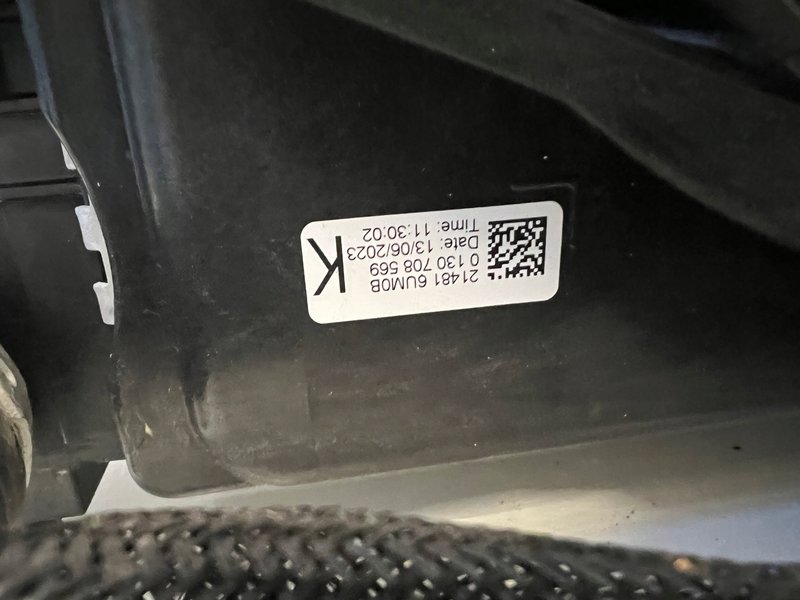 21481 6UM0B
0 130 708 569
Date: 13/06/2023
Time: 11:30:02
K